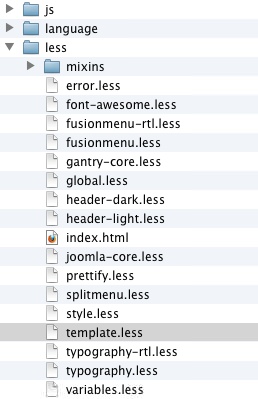 js
language
less
mixins
error.less
font-awesome.less
fusionmenu-rtl.less
fusionmenu.less
gantry-core.less
global.less
header-dark.less
header-light.less
index.html
joomla-core.less
prettify.less
splitmenu.less
style.less
template.less
typography-rtl.less
typography.less
variables.less